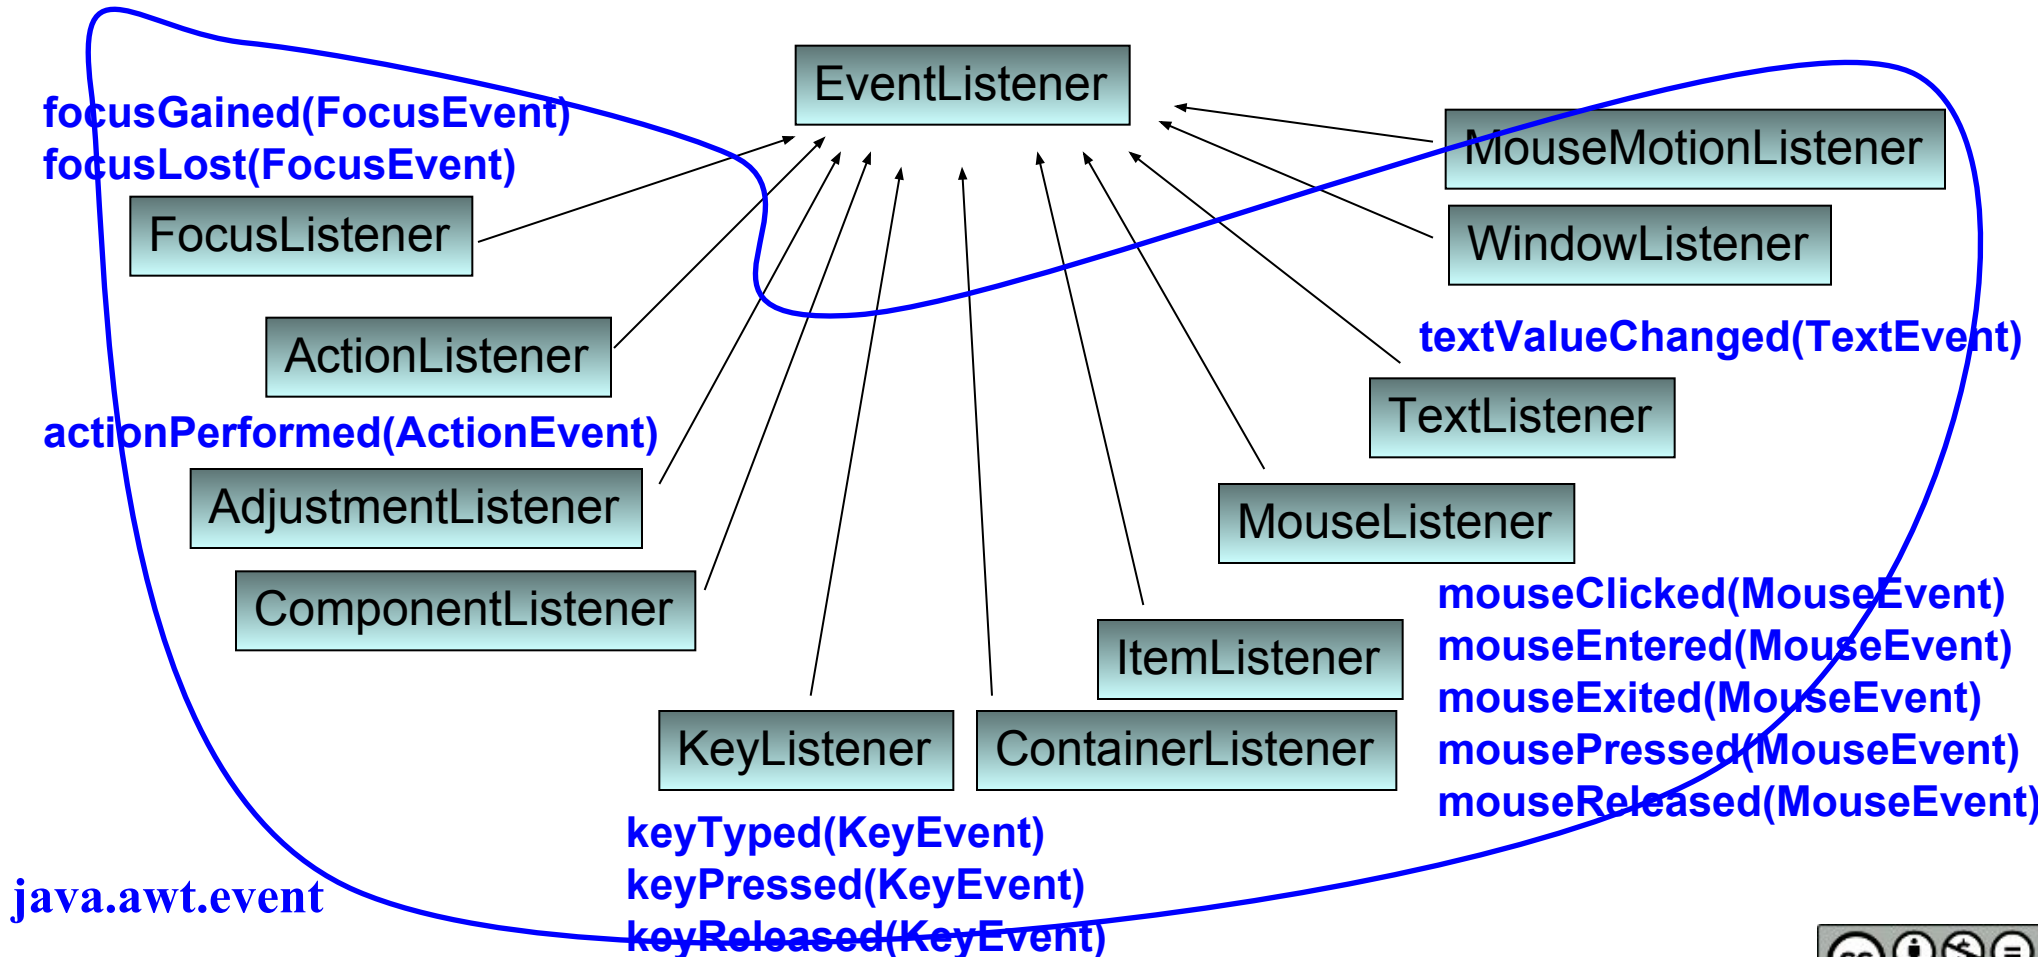 EventListener
focusGained(FocusEvent)
focusLost(FocusEvent)
MouseMotionListener
FocusListener
WindowListener
ActionListener
textValueChanged(TextEvent)
actionPerformed(ActionEvent)
TextListener
AdjustmentListener
MouseListener
ComponentListener
mouseClicked(MouseEvent)
mouseEntered(MouseEvent)
mouseExited(MouseEvent)
mousePressed(MouseEvent)
mouseReleased(MouseEvent)
ItemListener
KeyListener
ContainerListener
keyTyped(KeyEvent)
keyPressed(KeyEvent)
keyReleased(KeyEvent)
java.awt.event
cc